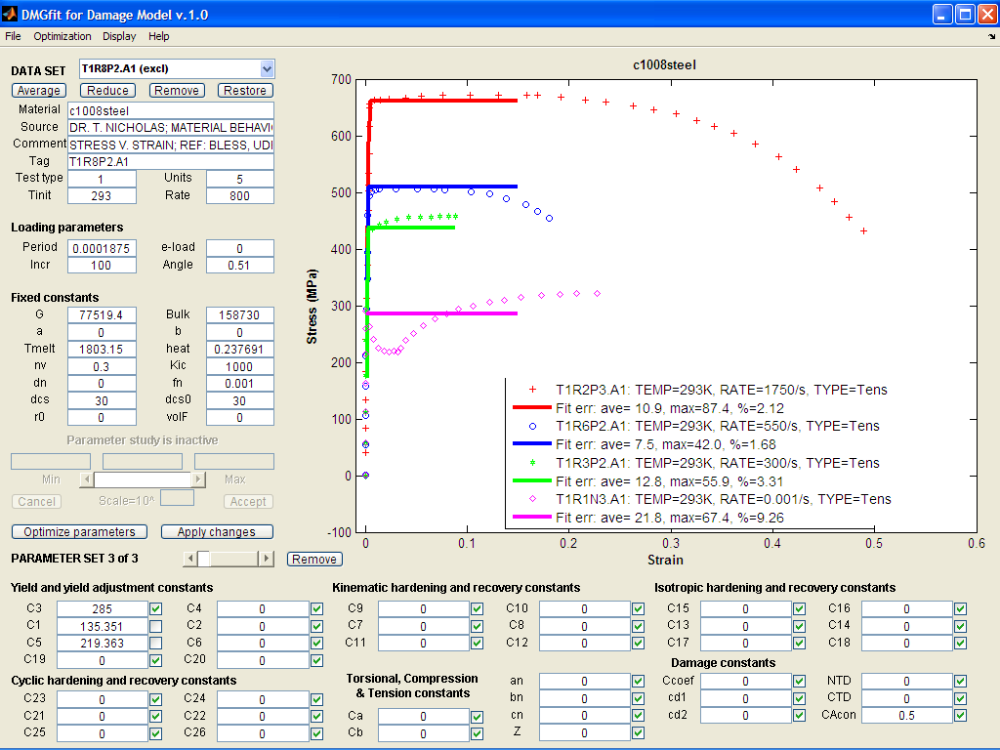 DMGfit for Damage Model v.1.0
File Optimization Display Help
DATA SET T1R8P2.A1 (excl)
Average Reduce Remove Restore
Material c1008steel
Source DR. T. NICHOLAS; MATERIAL BEHAVI
Comment STRESS V. STRAIN; REF: BLESS, UDI
Tag T1R8P2.A1
Test type 1 Units 5
Tinit 293 Rate 800
Loading parameters
Period 0.0001875 e-load 0
Incr 100 Angle 0.51
Fixed constants
G 77519.4 Bulk 158730
a 0 b 0
Tmelt 1803.15 heat 0.237691
nv 0.3 Kic 1000
dn 0 fn 0.001
dcs 30 dcs0 30
r0 0 volF 0
Parameter study is inactive
Min Max
Cancel Scale=10^ Accept
Optimize parameters Apply changes
PARAMETER SET 3 of 3 Remove
c1008steel
700
600
500
400
300
200
100
0
-100
Stress (MPa)
0 0.1 0.2 0.3 0.4 0.5 0.6
Strain
T1R2P3.A1: TEMP=293K, RATE=1750/s, TYPE=Tens
Fit err: ave= 10.9, max=87.4, %=2.12
T1R6P2.A1: TEMP=293K, RATE=550/s, TYPE=Tens
Fit err: ave= 7.5, max=42.0, %=1.68
T1R3P2.A1: TEMP=293K, RATE=300/s, TYPE=Tens
Fit err: ave= 12.8, max=55.9, %=3.31
T1R1N3.A1: TEMP=293K, RATE=0.001/s, TYPE=Tens
Fit err: ave= 21.8, max=67.4, %=9.26
Yield and yield adjustment constants
C3 285 C4 0
C1 135.351 C2 0
C5 219.363 C6 0
C19 0 C20 0
Cyclic hardening and recovery constants
C23 0 C24 0
C21 0 C22 0
C25 0 C26 0
Kinematic hardening and recovery constants
C9 0 C10 0
C7 0 C8 0
C11 0 C12 0
Torsional, Compression
& Tension constants
Ca 0
Cb 0
an 0
bn 0
cn 0
Z 0
Isotropic hardening and recovery constants
C15 0 C16 0
C13 0 C14 0
C17 0 C18 0
Damage constants
Ccoef 0 NTD 0
cd1 0 CTD 0
cd2 0 CAcon 0.5